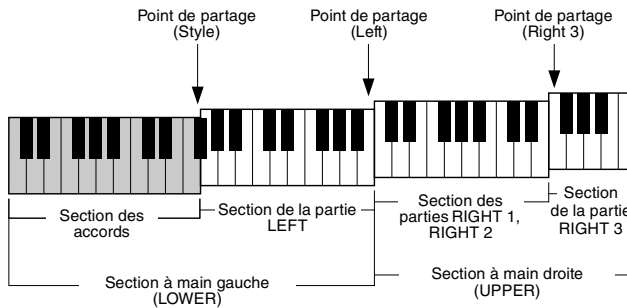 Point de partage
(Style)
Point de partage
(Left)
Point de partage
(Right 3)
Section des
accords
Section de la partie
LEFT
Section des
parties RIGHT 1,
RIGHT 2
Section
de la partie
RIGHT 3
Section à main gauche
(LOWER)
Section à main droite
(UPPER)